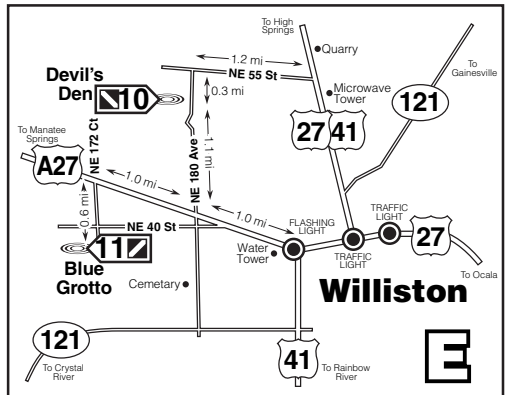 To High
Springs
Quarry
1.2 mi
NE 55 St
To
Gainesville
Devil's
Den
10
0.3 mi
Microwave
Tower
121
27
41
To Manatee
Springs
A27
NE 172 Ct
1.0 mi
NE 180 Ave
1.1 mi
0.6 mi
1.0 mi
NE 40 St
FLASHING
LIGHT
TRAFFIC
LIGHT
27
11
Blue
Grotto
Water
Tower
TRAFFIC
LIGHT
To Ocala
Cemetary
Williston
121
To Crystal
River
41
To Rainbow
River
E